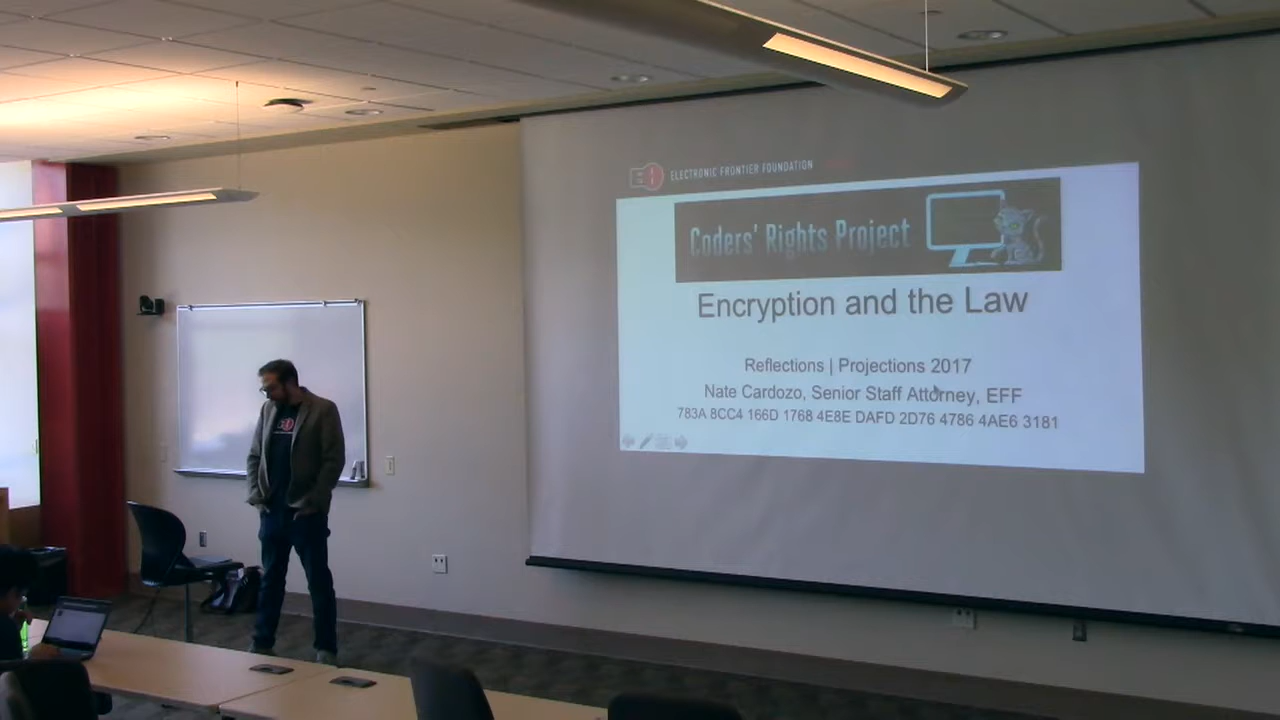 ELECTRONIC FRONTIER FOUNDATION
Coders' Rights Project
Encryption and the Law
Reflections | Projections 2017
Nate Cardozo, Senior Staff Attorney, EFF
783A 8CC4 166D 1768 4E8E DAFD 2D76 4786 4AE6 3181